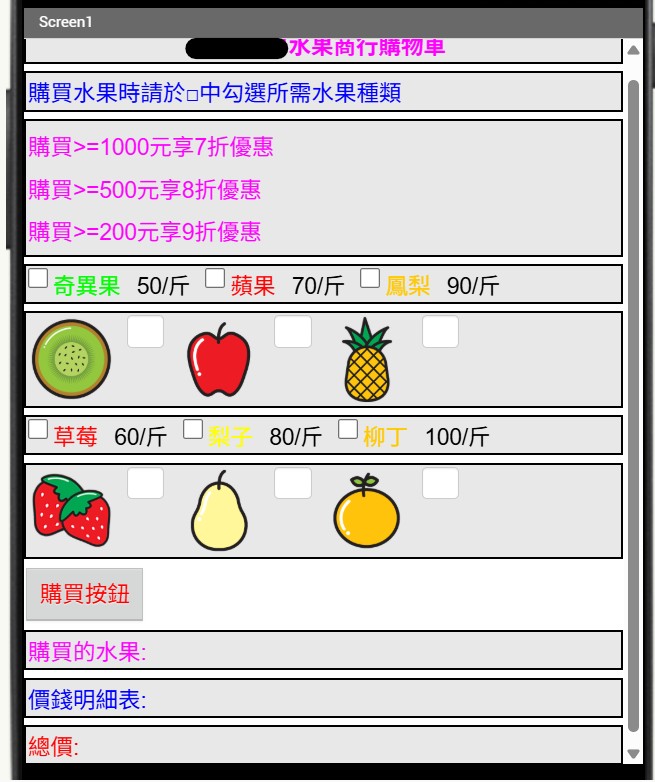 Screen1
水果商行購物車
購買水果時請於□中勾選所需水果種類
購買>=1000元享7折優惠
購買>=500元享8折優惠
購買>=200元享9折優惠
奇異果 50/斤 蘋果 70/斤 鳳梨 90/斤
草莓 60/斤 梨子 80/斤 柳丁 100/斤
購買按鈕
購買的水果:
價錢明細表:
總價: